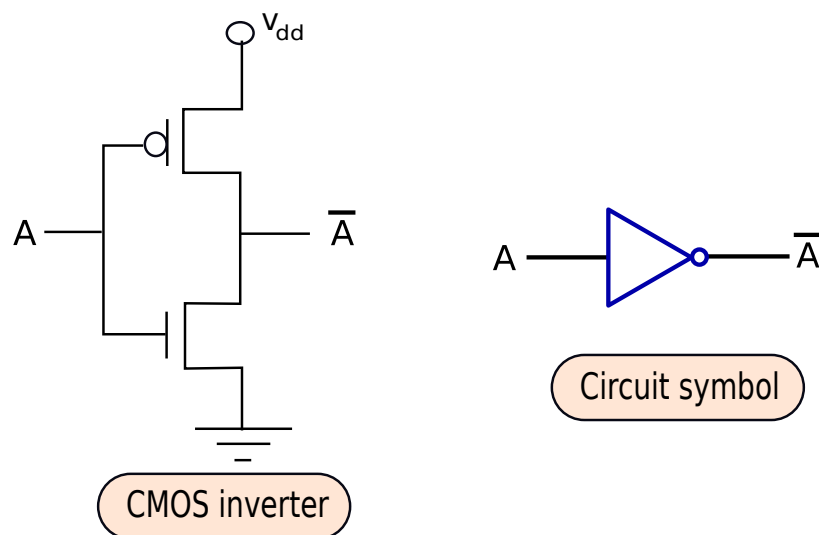 Vdd
A
A̅
CMOS inverter
A
A̅
Circuit symbol